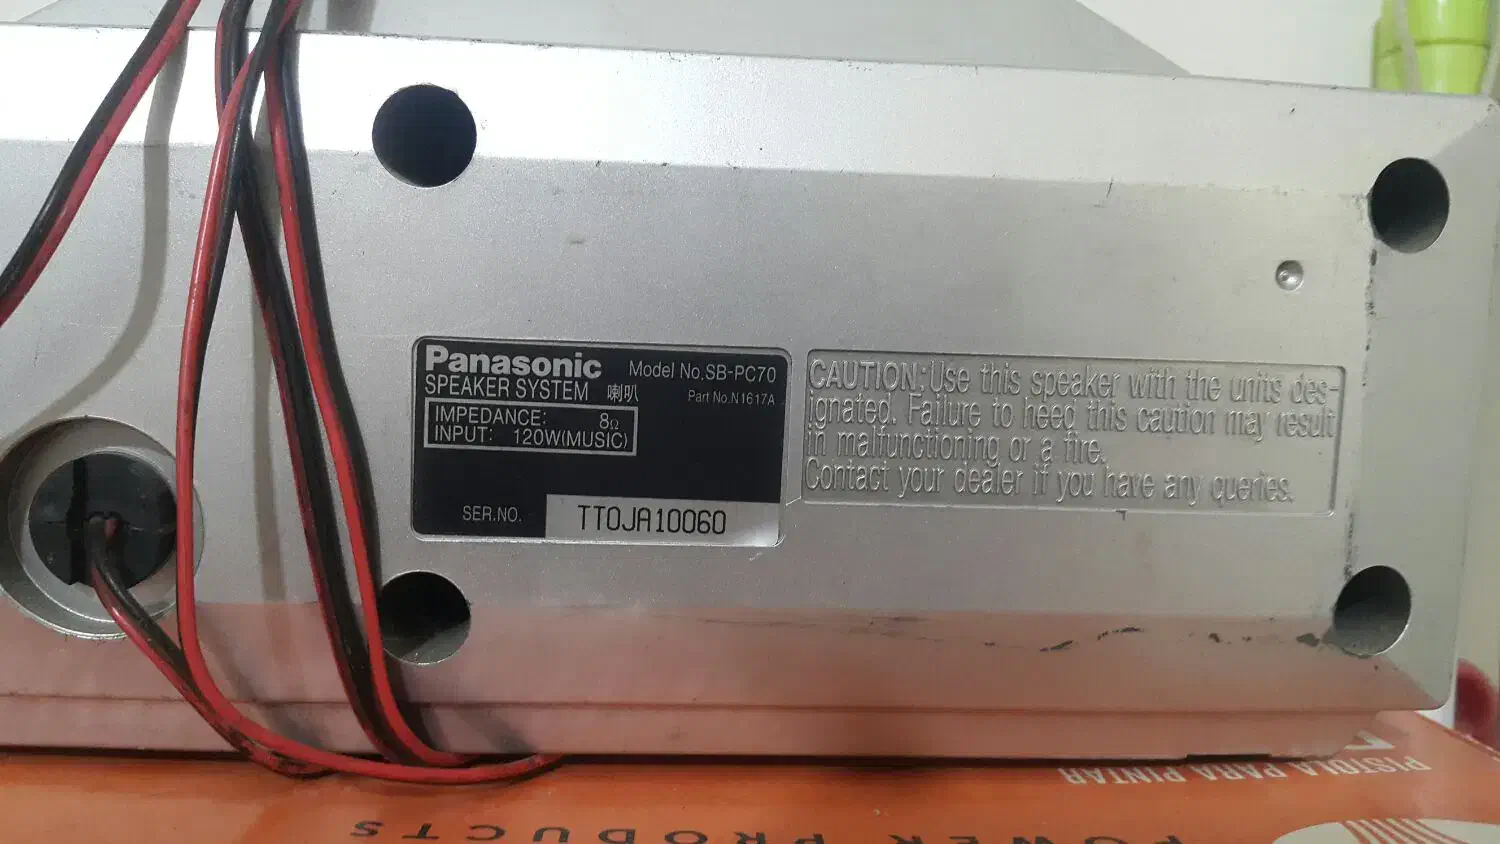 Panasonic
Model No.SB-PC70
SPEAKER SYSTEM 喇叭
Part No.N1617A
IMPEDANCE: 8Ω
INPUT: 120W(MUSIC)
SER.NO. TT0JA10060
CAUTION: Use this speaker with the units des-
ignated. Failure to heed this caution may result
in malfunctioning or a fire.
Contact your dealer if you have any queries.
PISTOLA PARA PINTAR
POWER PRODUCTS